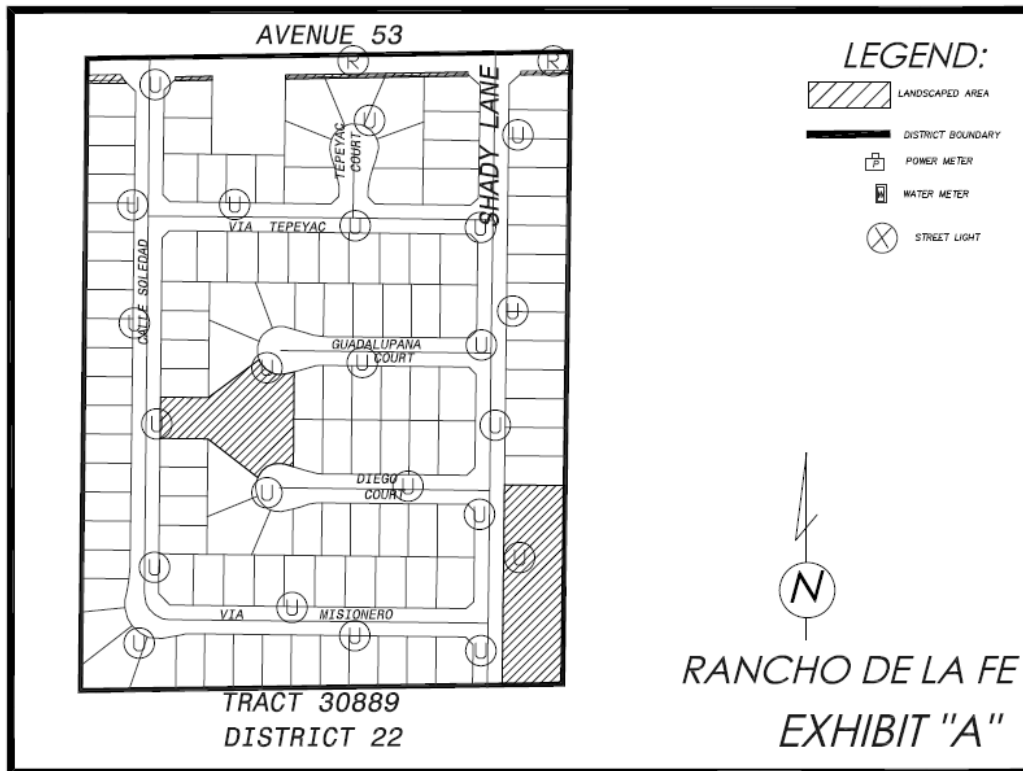 AVENUE 53
R
R
U
U
U
SHADY LANE
TEPEYAC
COURT
U
U
U
U
VIA TEPEYAC
CALLE SOLEDAD
U
U
GUADALUPANA
COURT
U
U
U
U
U
DIEGO
COURT
U
U
U
U
U
VIA MISIONERO
U
U
U
U
TRACT 30889
DISTRICT 22
LEGEND:
LANDSCAPED AREA
DISTRICT BOUNDARY
P
POWER METER
W
WATER METER
X
STREET LIGHT
N
RANCHO DE LA FE
EXHIBIT "A"